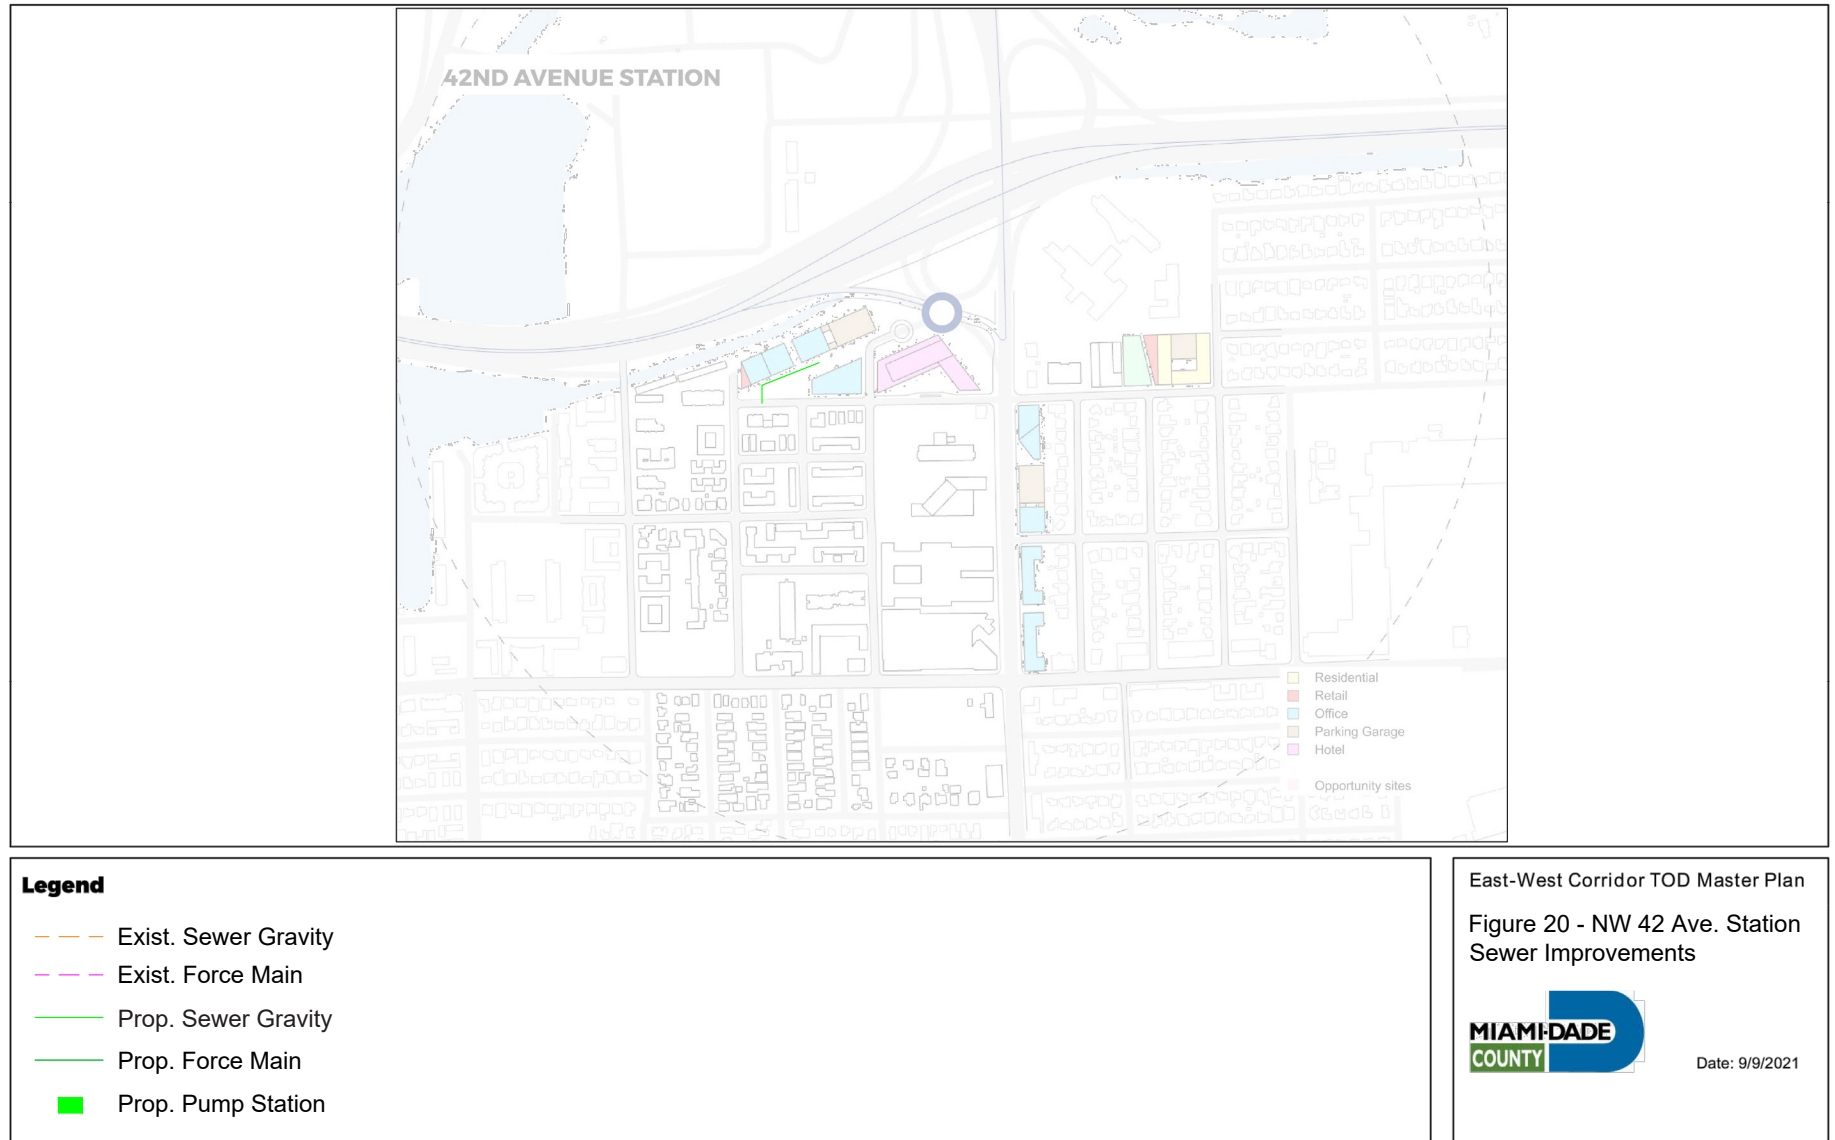 42ND AVENUE STATION
Residential
Retail
Office
Parking Garage
Hotel
Opportunity sites
Legend
Exist. Sewer Gravity
Exist. Force Main
Prop. Sewer Gravity
Prop. Force Main
Prop. Pump Station
East-West Corridor TOD Master Plan
Figure 20 - NW 42 Ave. Station
Sewer Improvements
MIAMI-DADE
COUNTY
Date: 9/9/2021